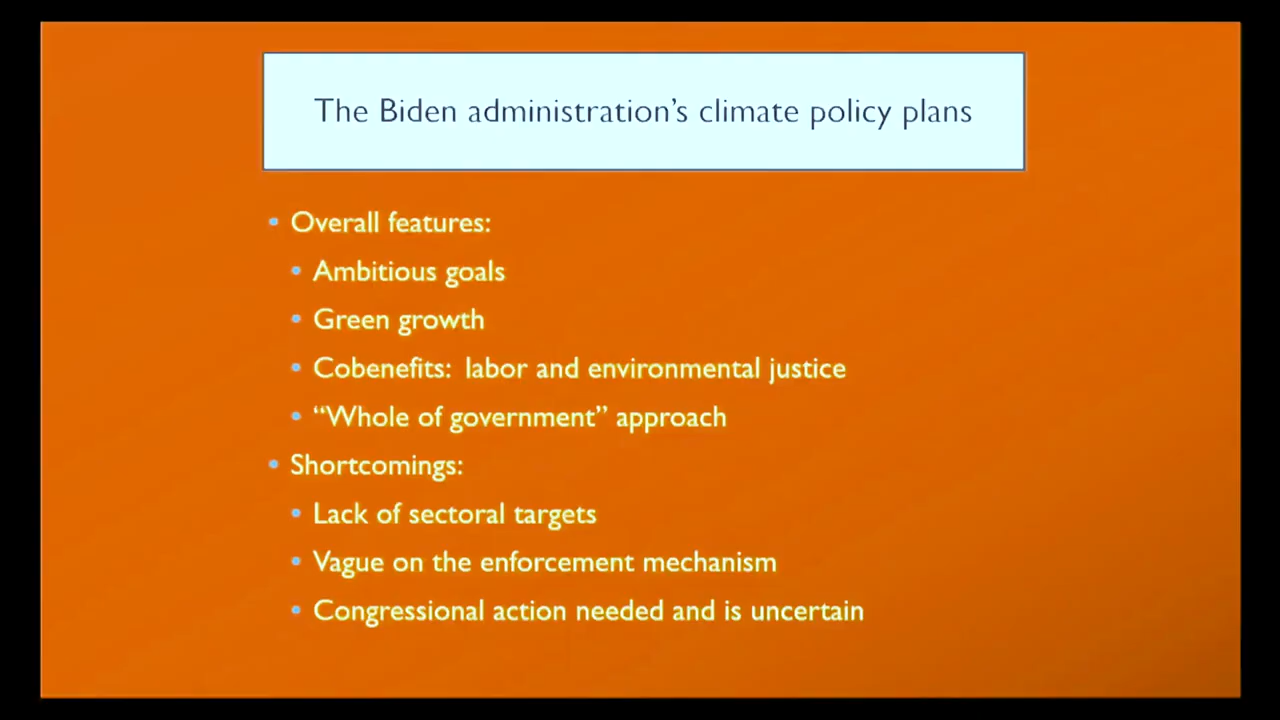 The Biden administration’s climate policy plans
• Overall features:
• Ambitious goals
• Green growth
• Cobenefits:  labor and environmental justice
• “Whole of government” approach
• Shortcomings:
• Lack of sectoral targets
• Vague on the enforcement mechanism
• Congressional action needed and is uncertain